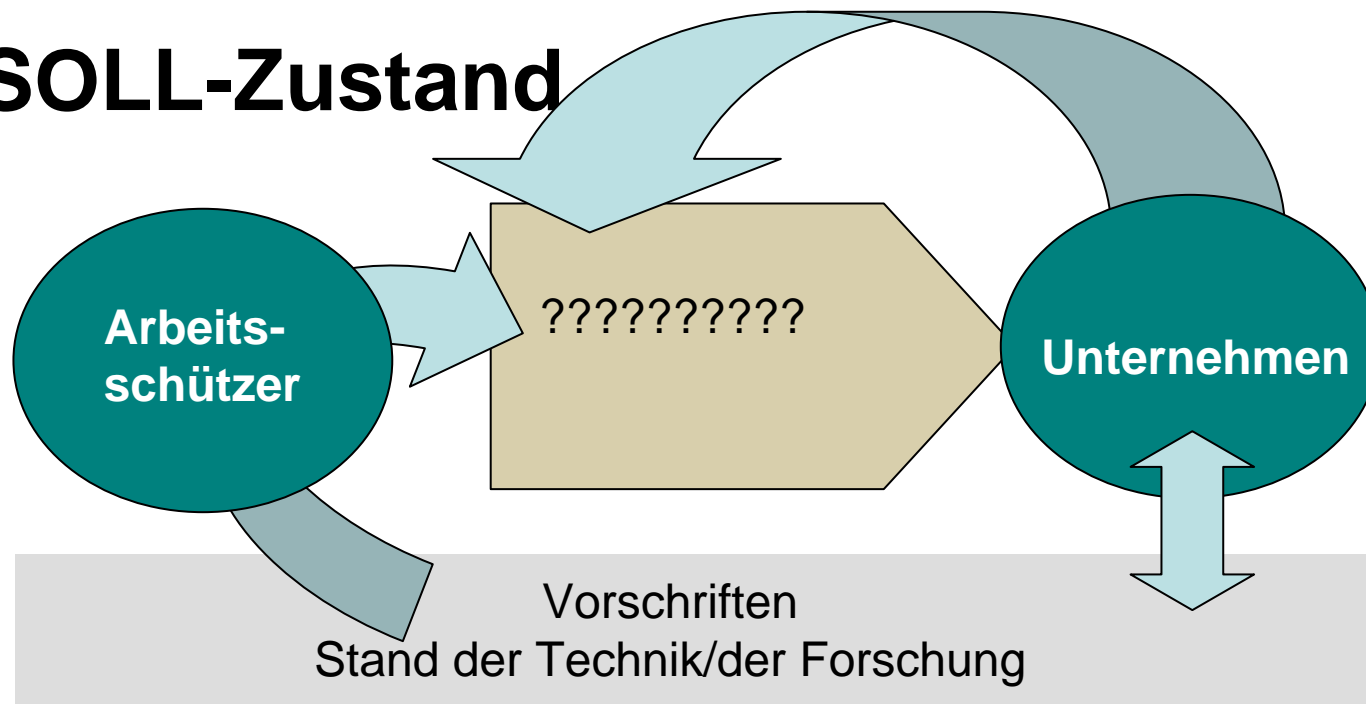 SOLL-Zustand
??????????
Arbeits-
schützer
Unternehmen
Vorschriften
Stand der Technik/der Forschung